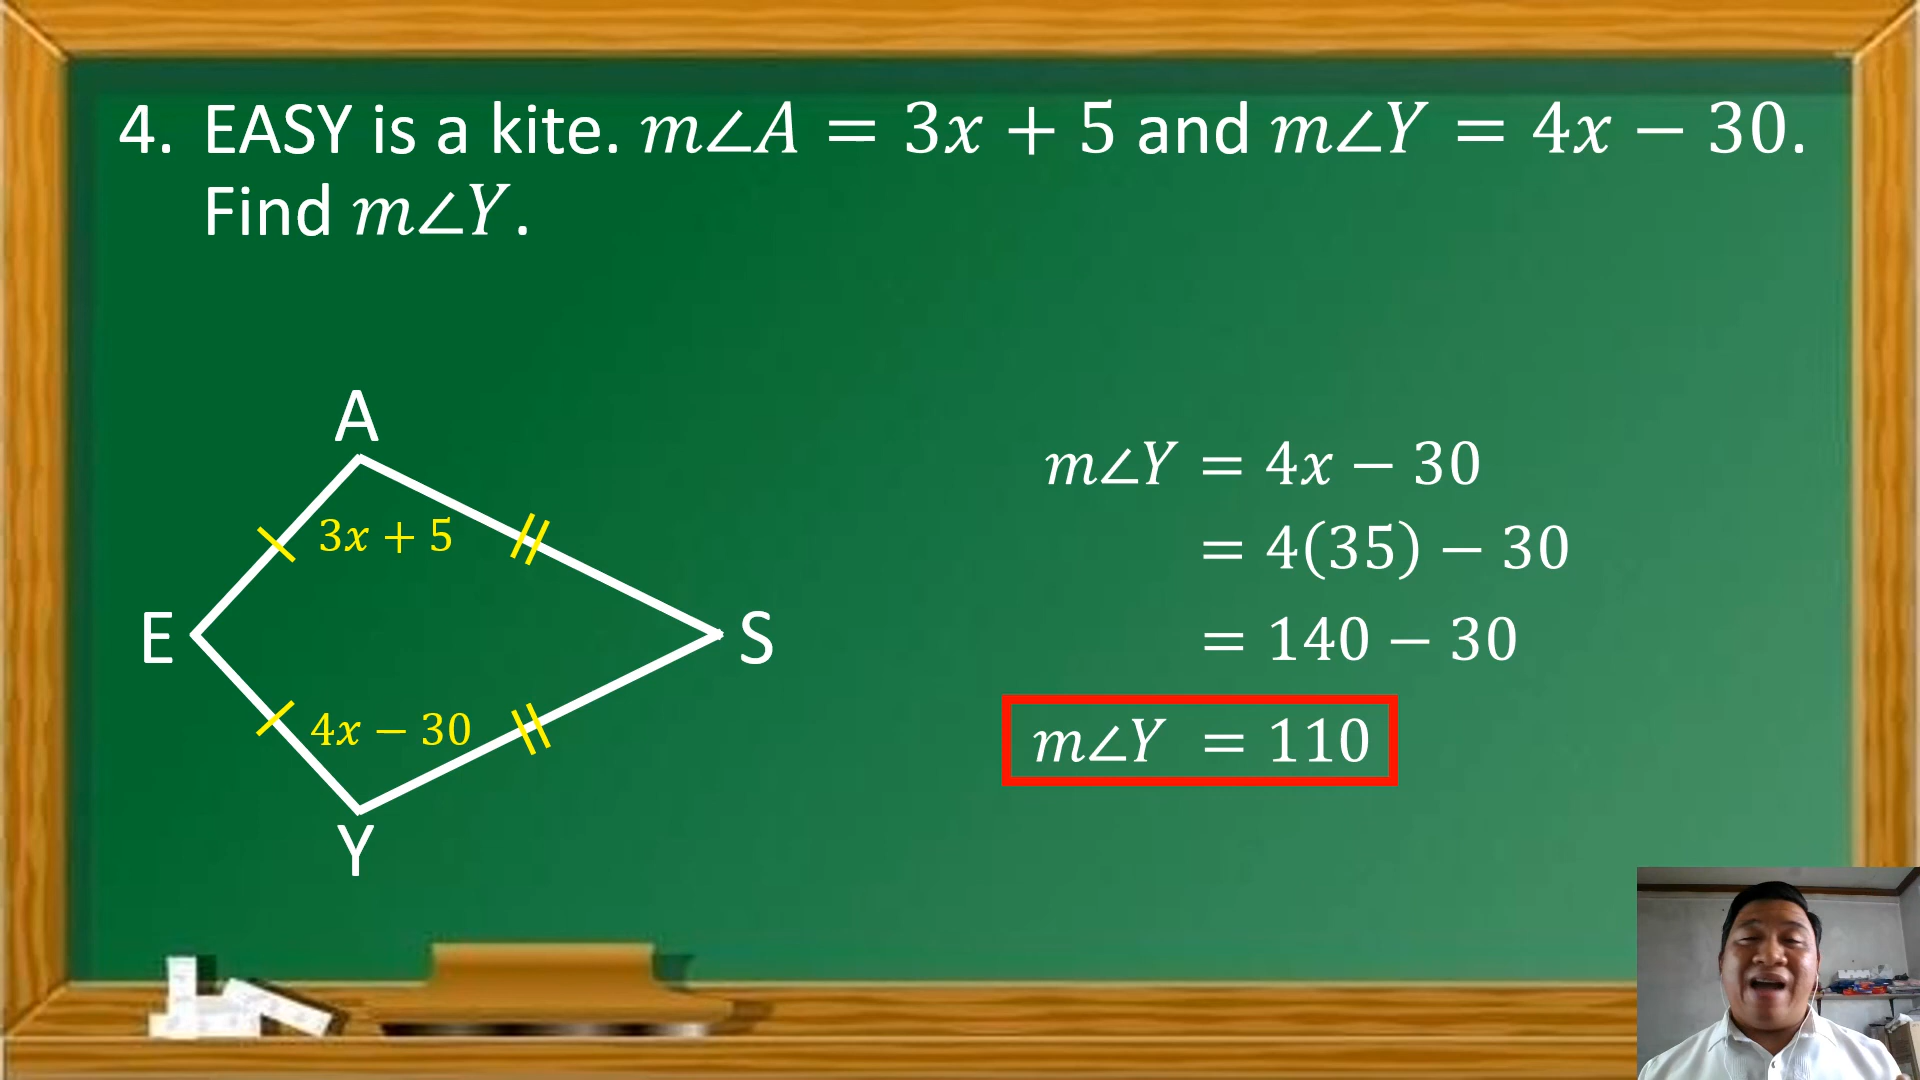 4. EASY is a kite. m∠A = 3x + 5 and m∠Y = 4x − 30.
Find m∠Y.
A
3x + 5
E
S
4x − 30
Y
m∠Y = 4x − 30
= 4(35) − 30
= 140 − 30
m∠Y = 110